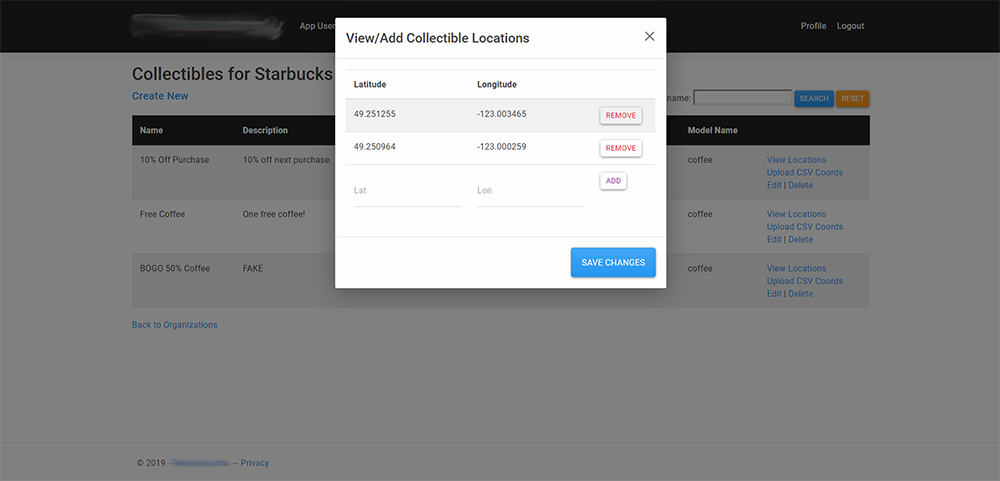 App User
Profile Logout
View/Add Collectible Locations
Latitude Longitude
49.251255 -123.003465 REMOVE
49.250964 -123.000259 REMOVE
Lat Lon ADD
SAVE CHANGES
Collectibles for Starbucks
Create New
name: SEARCH RESET
Name Description Model Name
10% Off Purchase 10% off next purchase. coffee View Locations
Upload CSV Coords
Edit | Delete
Free Coffee One free coffee! coffee View Locations
Upload CSV Coords
Edit | Delete
BOGO 50% Coffee FAKE coffee View Locations
Upload CSV Coords
Edit | Delete
Back to Organizations
© 2019 – Privacy